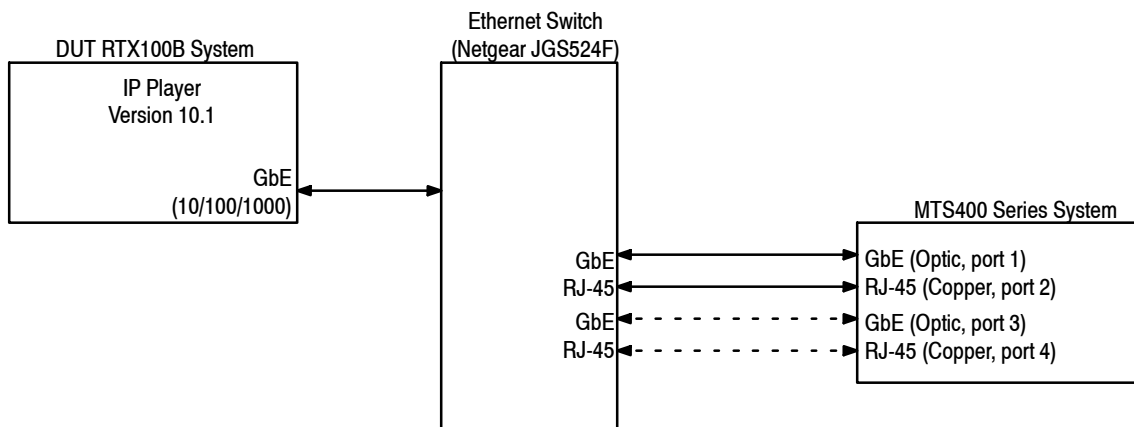 Ethernet Switch
(Netgear JGS524F)
DUT RTX100B System
IP Player
Version 10.1
GbE
(10/100/1000)
MTS400 Series System
GbE
RJ-45
GbE
RJ-45
GbE (Optic, port 1)
RJ-45 (Copper, port 2)
GbE (Optic, port 3)
RJ-45 (Copper, port 4)